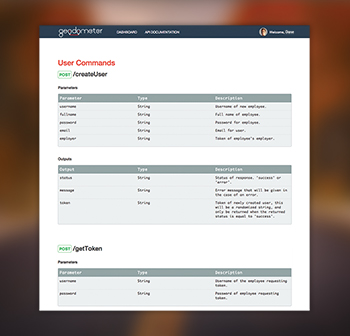 geodometer DASHBOARD API DOCUMENTATION Welcome, Dave
User Commands
POST /createUser
Parameters
Parameter Type Description
username String Username of new employee.
fullname String Full name of employee.
password String Password for employee.
email String Email for user.
employer String Token of employee's employer.
Outputs
Output Type Description
status String Status of response. "success" or
"error".
message String Error message that will be given in
the case of an error.
token String Token of newly created user, this
will be a randomized string, and
only be returned when the returned
status is equal to "success".
POST /getToken
Parameters
Parameter Type Description
username String Username of the employee requesting
token.
password String Password of employee requesting
token.